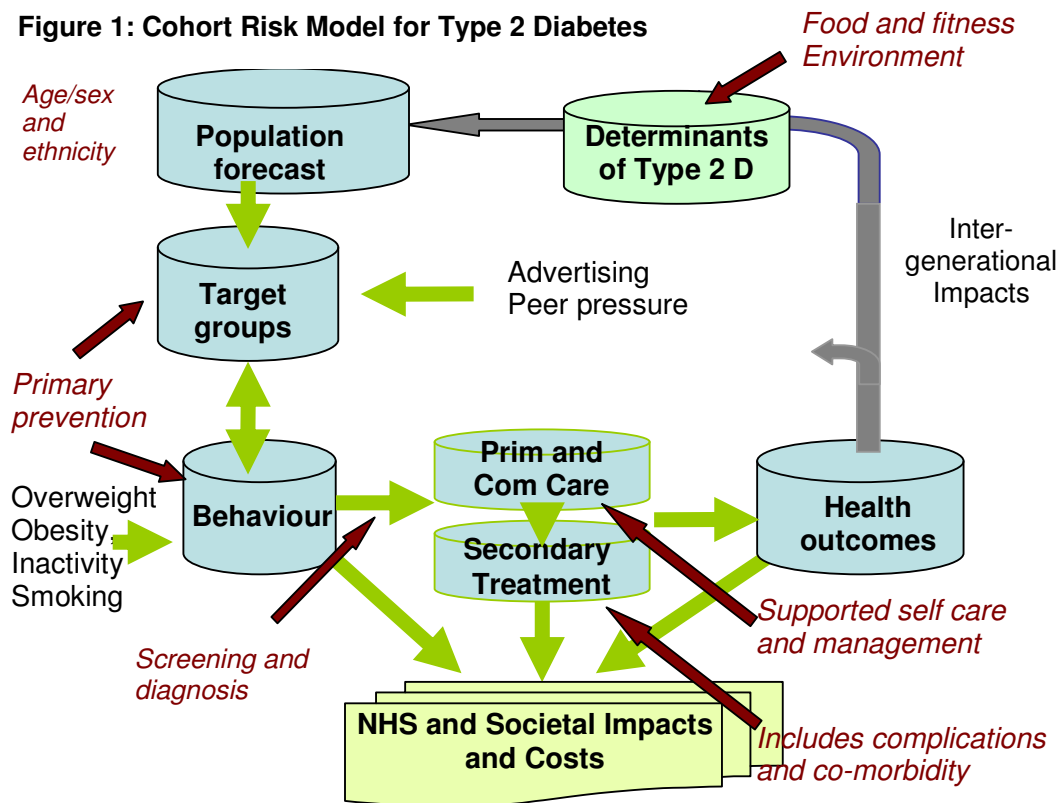 Figure 1: Cohort Risk Model for Type 2 Diabetes
Food and fitness
Environment
Age/sex
and
ethnicity
Population
forecast
Determinants
of Type 2 D
Inter-
generational
Impacts
Target
groups
Advertising
Peer pressure
Primary
prevention
Overweight
Obesity,
Inactivity
Smoking
Behaviour
Prim and
Com Care
Secondary
Treatment
Health
outcomes
Screening and
diagnosis
Supported self care
and management
NHS and Societal Impacts
and Costs
Includes complications
and co-morbidity